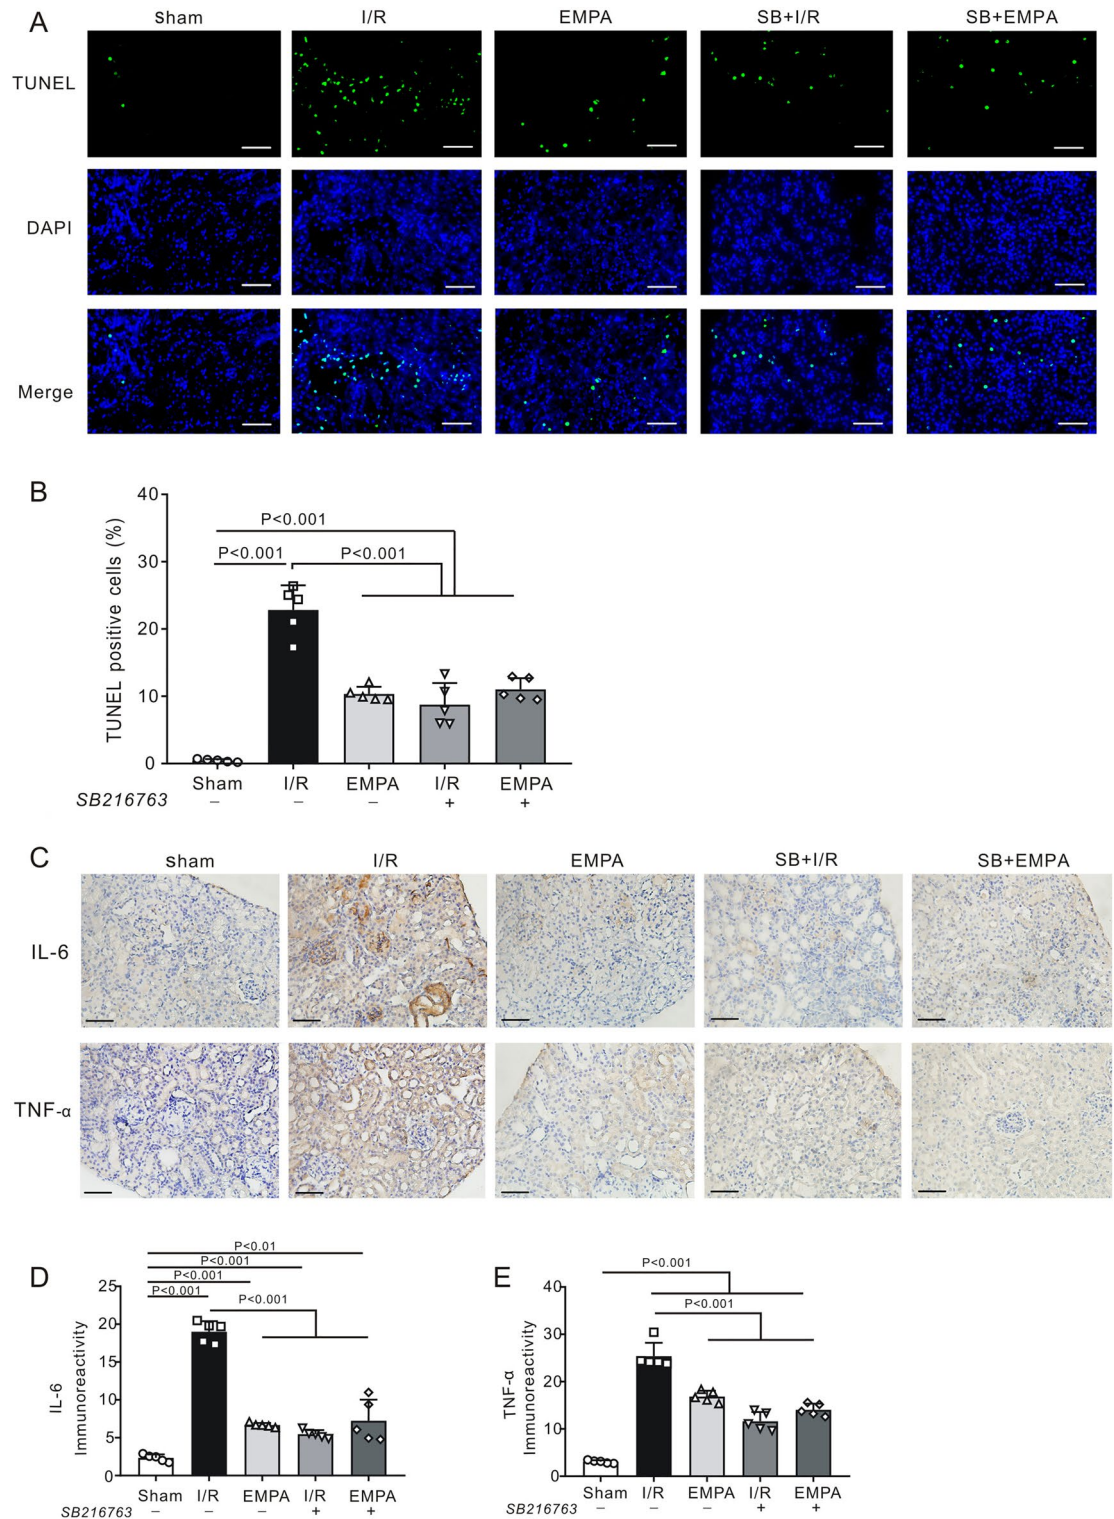 A
sham I/R EMPA SB+I/R SB+EMPA
TUNEL
DAPI
Merge
B
TUNEL positive cells (%)
40
30
20
10
0
P<0.001
P<0.001 P<0.001
Sham I/R EMPA I/R EMPA
SB216763 – – – + +
C
sham I/R EMPA SB+I/R SB+EMPA
IL-6
TNF-α
D
IL-6
Immunoreactivity
25
20
15
10
5
0
P<0.01
P<0.001
P<0.001
P<0.001
P<0.001
Sham I/R EMPA I/R EMPA
SB216763 – – – + +
E
TNF-α
Immunoreactivity
40
30
20
10
0
P<0.001
P<0.001
Sham I/R EMPA I/R EMPA
SB216763 – – – + +